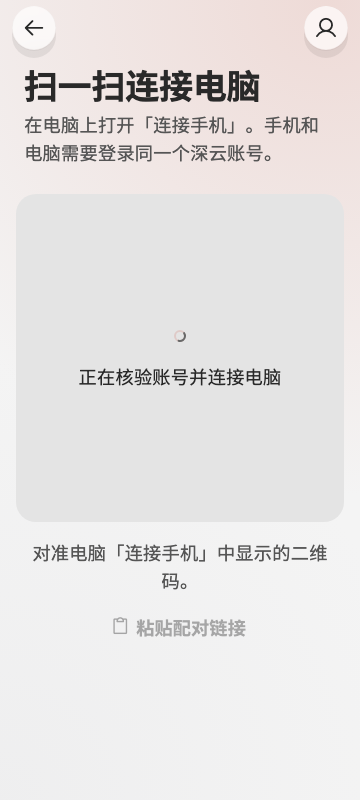 扫一扫连接电脑
在电脑上打开「连接手机」。手机和
电脑需要登录同一个深云账号。
正在核验账号并连接电脑
对准电脑「连接手机」中显示的二维
码。
粘贴配对链接